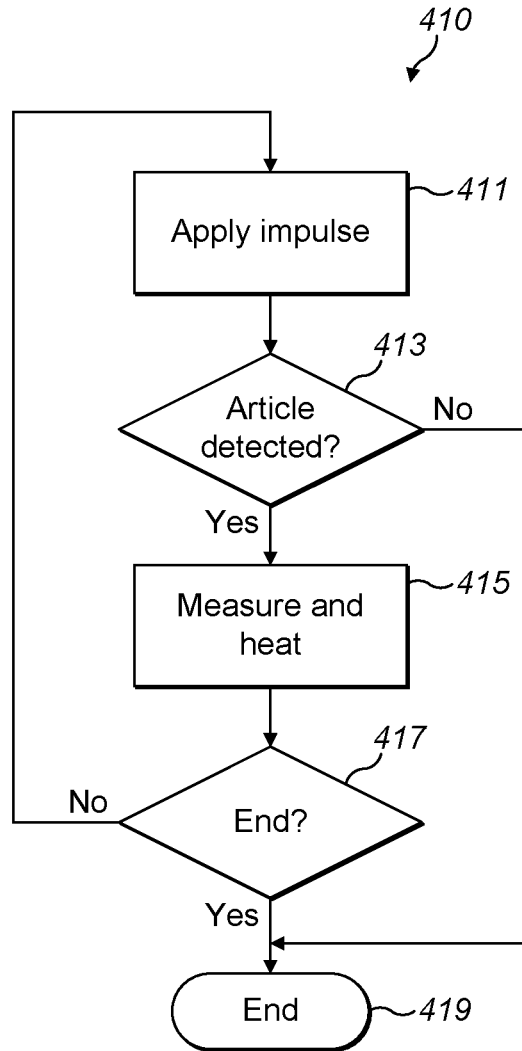 410
Apply impulse
411
413
Article
detected?
No
Yes
Measure and
heat
415
417
No
End?
Yes
End
419